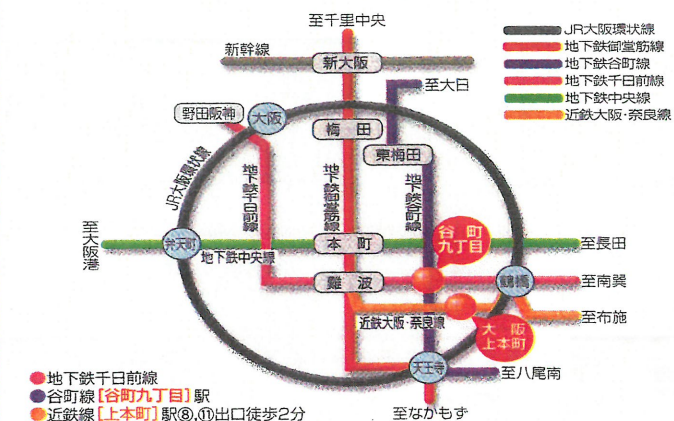 至千里中央
新幹線
新大阪
至大日
野田阪神
大阪
梅田
東梅田
JR大阪環状線
地下鉄千日前線
地下鉄御堂筋線
地下鉄谷町線
谷町
九丁目
至大阪港
弁天町
地下鉄中央線
本町
至長田
難波
鶴橋
至南巽
近鉄大阪・奈良線
至布施
大阪
上本町
天王寺
至八尾南
至なかもず
JR大阪環状線
地下鉄御堂筋線
地下鉄谷町線
地下鉄千日前線
地下鉄中央線
近鉄大阪・奈良線
●地下鉄千日前線
●谷町線[谷町九丁目]駅
●近鉄線[上本町]駅⑧,⑪出口徒歩2分